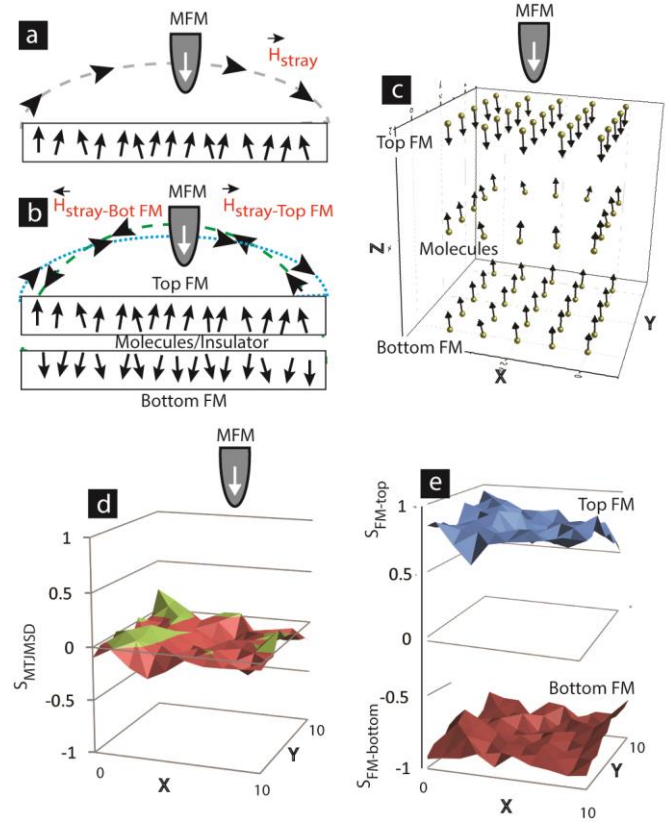 a
MFM
H stray
b
MFM
H stray-Bot FM
H stray-Top FM
Top FM
Molecules/Insulator
Bottom FM
c
Top FM
Molecules
Bottom FM
Z
X
Y
0
MFM
d
1
0.5
0
-0.5
-1
S MTJMSD
0
X
10
Y
10
e
1
0.5
0
-0.5
-1
S FM-top
S FM-bottom
Top FM
Bottom FM
0
X
10
Y
10